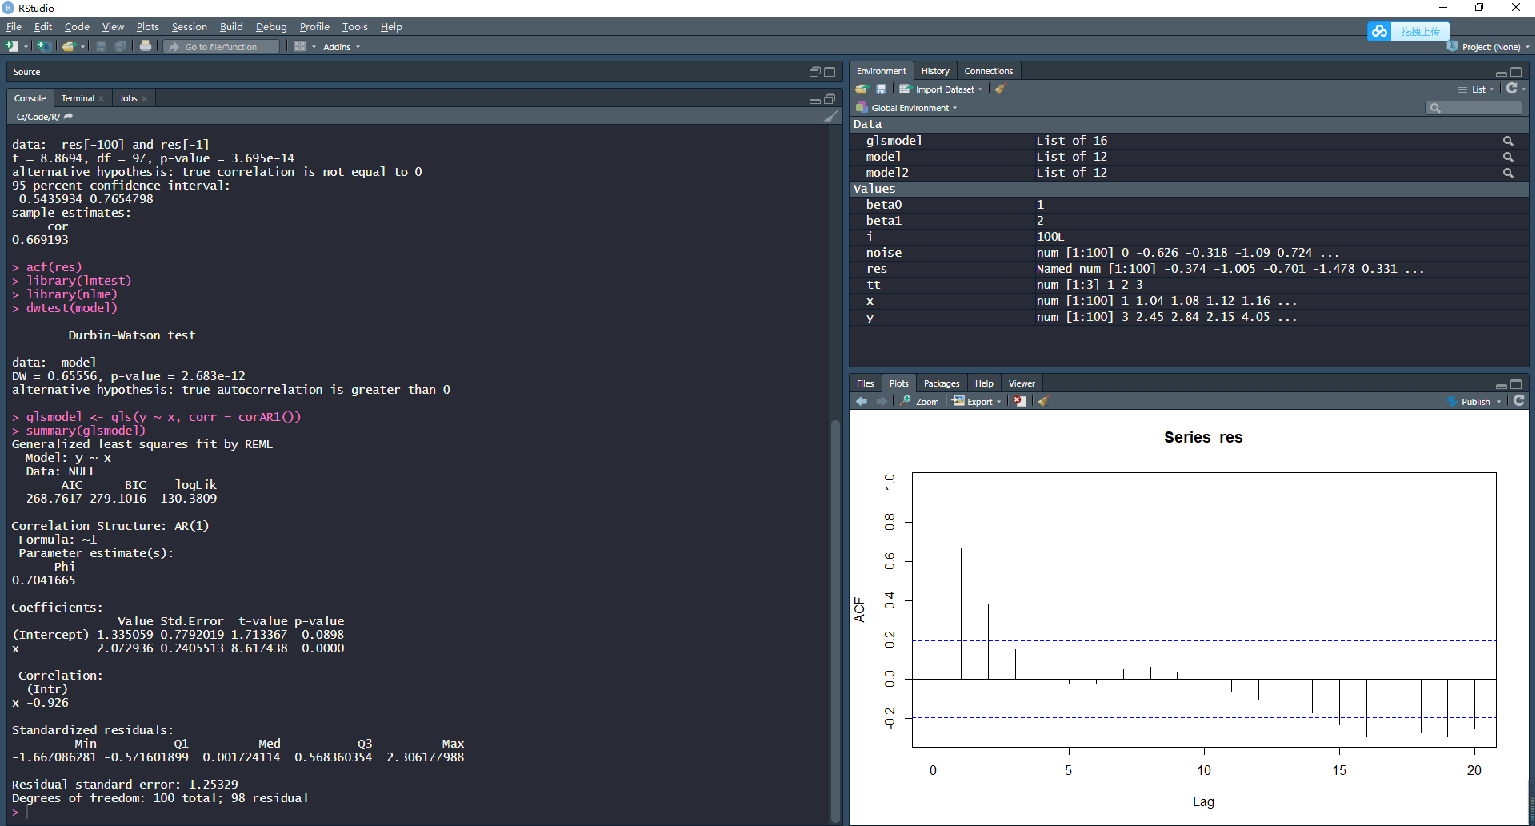 RStudio
File Edit Code View Plots Session Build Debug Profile Tools Help
Go to file/function Addins
拖拽上传
Project: (None)
Source
Console Terminal Jobs
C:/Code/R/
data: res[-100] and res[-1]
t = 8.8694, df = 97, p-value = 3.695e-14
alternative hypothesis: true correlation is not equal to 0
95 percent confidence interval:
0.5435934 0.7654798
sample estimates:
cor
0.669193
> acf(res)
> library(lmtest)
> library(nlme)
> dwtest(model)
Durbin-Watson test
data: model
DW = 0.65556, p-value = 2.683e-12
alternative hypothesis: true autocorrelation is greater than 0
> glsmodel <- gls(y ~ x, corr = corAR1())
> summary(glsmodel)
Generalized least squares fit by REML
Model: y ~ x
Data: NULL
AIC BIC logLik
268.7617 279.1016 -130.3809
Correlation Structure: AR(1)
Formula: ~1
Parameter estimate(s):
Phi
0.7041665
Coefficients:
Value Std.Error t-value p-value
(Intercept) 1.335059 0.7792019 1.713367 0.0898
x 2.072936 0.2405513 8.617438 0.0000
Correlation:
(Intr)
x -0.926
Standardized residuals:
Min Q1 Med Q3 Max
-1.667086281 -0.571601899 0.001724114 0.568360354 2.306177988
Residual standard error: 1.25329
Degrees of freedom: 100 total; 98 residual
>
Environment History Connections
Import Dataset List
Global Environment
Data
glsmodel List of 16
model List of 12
model2 List of 12
Values
beta0 1
beta1 2
i 100L
noise num [1:100] 0 -0.626 -0.318 -1.09 0.724 ...
res Named num [1:100] -0.374 -1.005 -0.701 -1.478 0.331 ...
tt num [1:3] 1 2 3
x num [1:100] 1 1.04 1.08 1.12 1.16 ...
y num [1:100] 3 2.45 2.84 2.15 4.05 ...
Files Plots Packages Help Viewer
Zoom Export Publish
Series res
1.0
0.8
0.6
0.4
0.2
0.0
-0.2
ACF
0 5 10 15 20
Lag